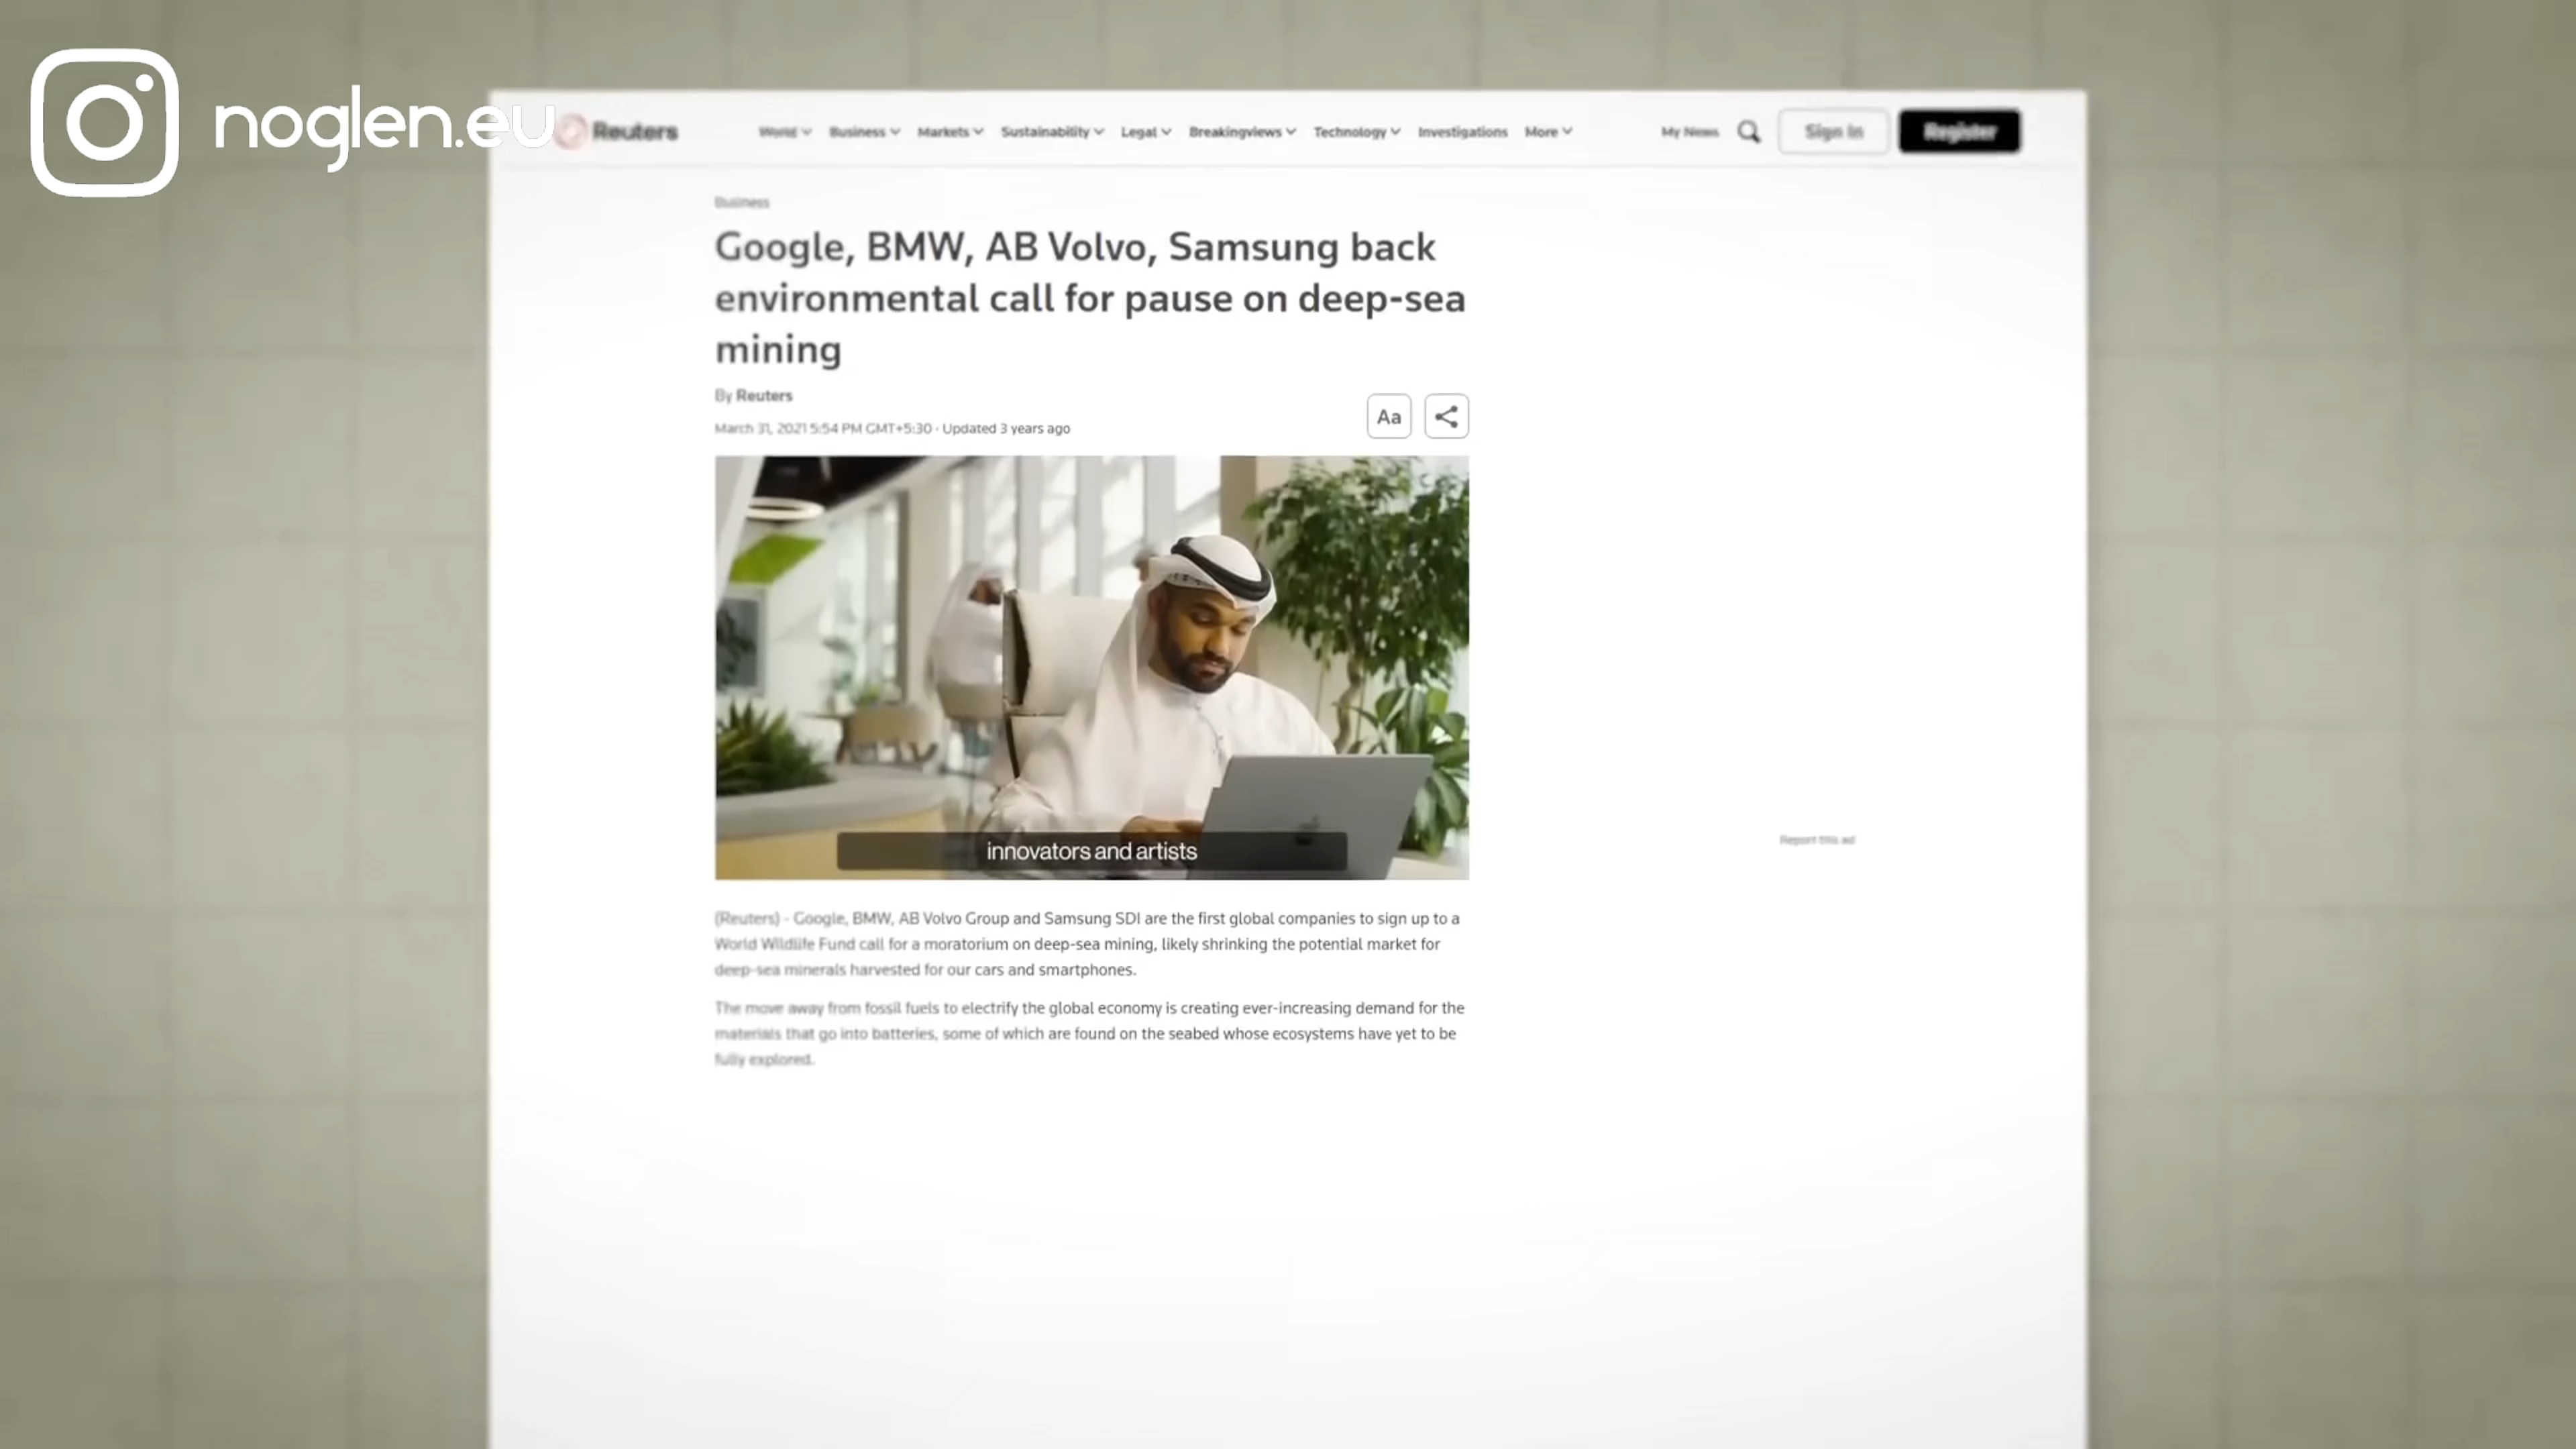 noglen.eu
Reuters
World Business Markets Sustainability Legal Breakingviews Technology Investigations More My News Sign In Register
Business
Google, BMW, AB Volvo, Samsung back
environmental call for pause on deep-sea
mining
By Reuters
March 31, 2021 5:54 PM GMT+5:30 · Updated 3 years ago
Aa
innovators and artists
(Reuters) - Google, BMW, AB Volvo Group and Samsung SDI are the first global companies to sign up to a
World Wildlife Fund call for a moratorium on deep-sea mining, likely shrinking the potential market for
deep-sea minerals harvested for our cars and smartphones.
The move away from fossil fuels to electrify the global economy is creating ever-increasing demand for the
materials that go into batteries, some of which are found on the seabed whose ecosystems have yet to be
fully explored.
Report this ad